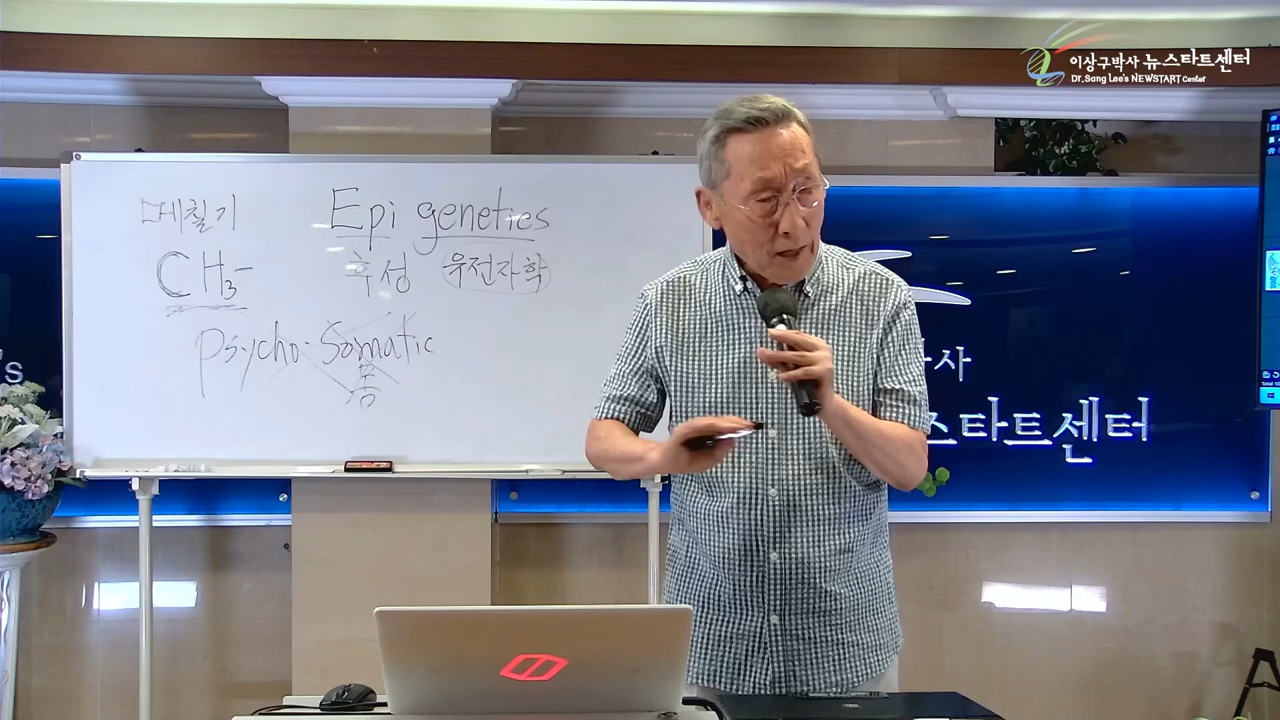 이상구박사 뉴스타트센터
Dr. Sang Lee's NEWSTART Center
메칠기
Epi genetics
CH3-
후성 유전자학
Psycho-Somatic
몸
's
사
스타트센터